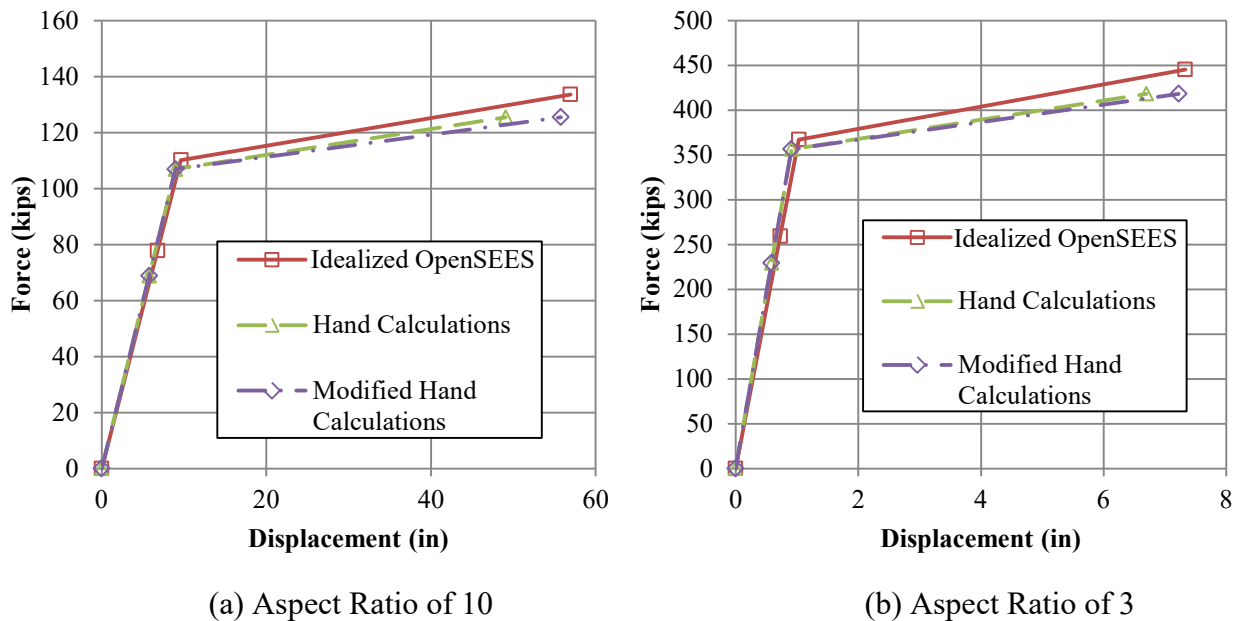 160
140
120
100
80
60
40
20
0
Force (kips)
0
20
40
60
Displacement (in)
Idealized OpenSEES
Hand Calculations
Modified Hand
Calculations
(a) Aspect Ratio of 10
500
450
400
350
300
250
200
150
100
50
0
Force (kips)
0
2
4
6
8
Displacement (in)
Idealized OpenSEES
Hand Calculations
Modified Hand
Calculations
(b) Aspect Ratio of 3